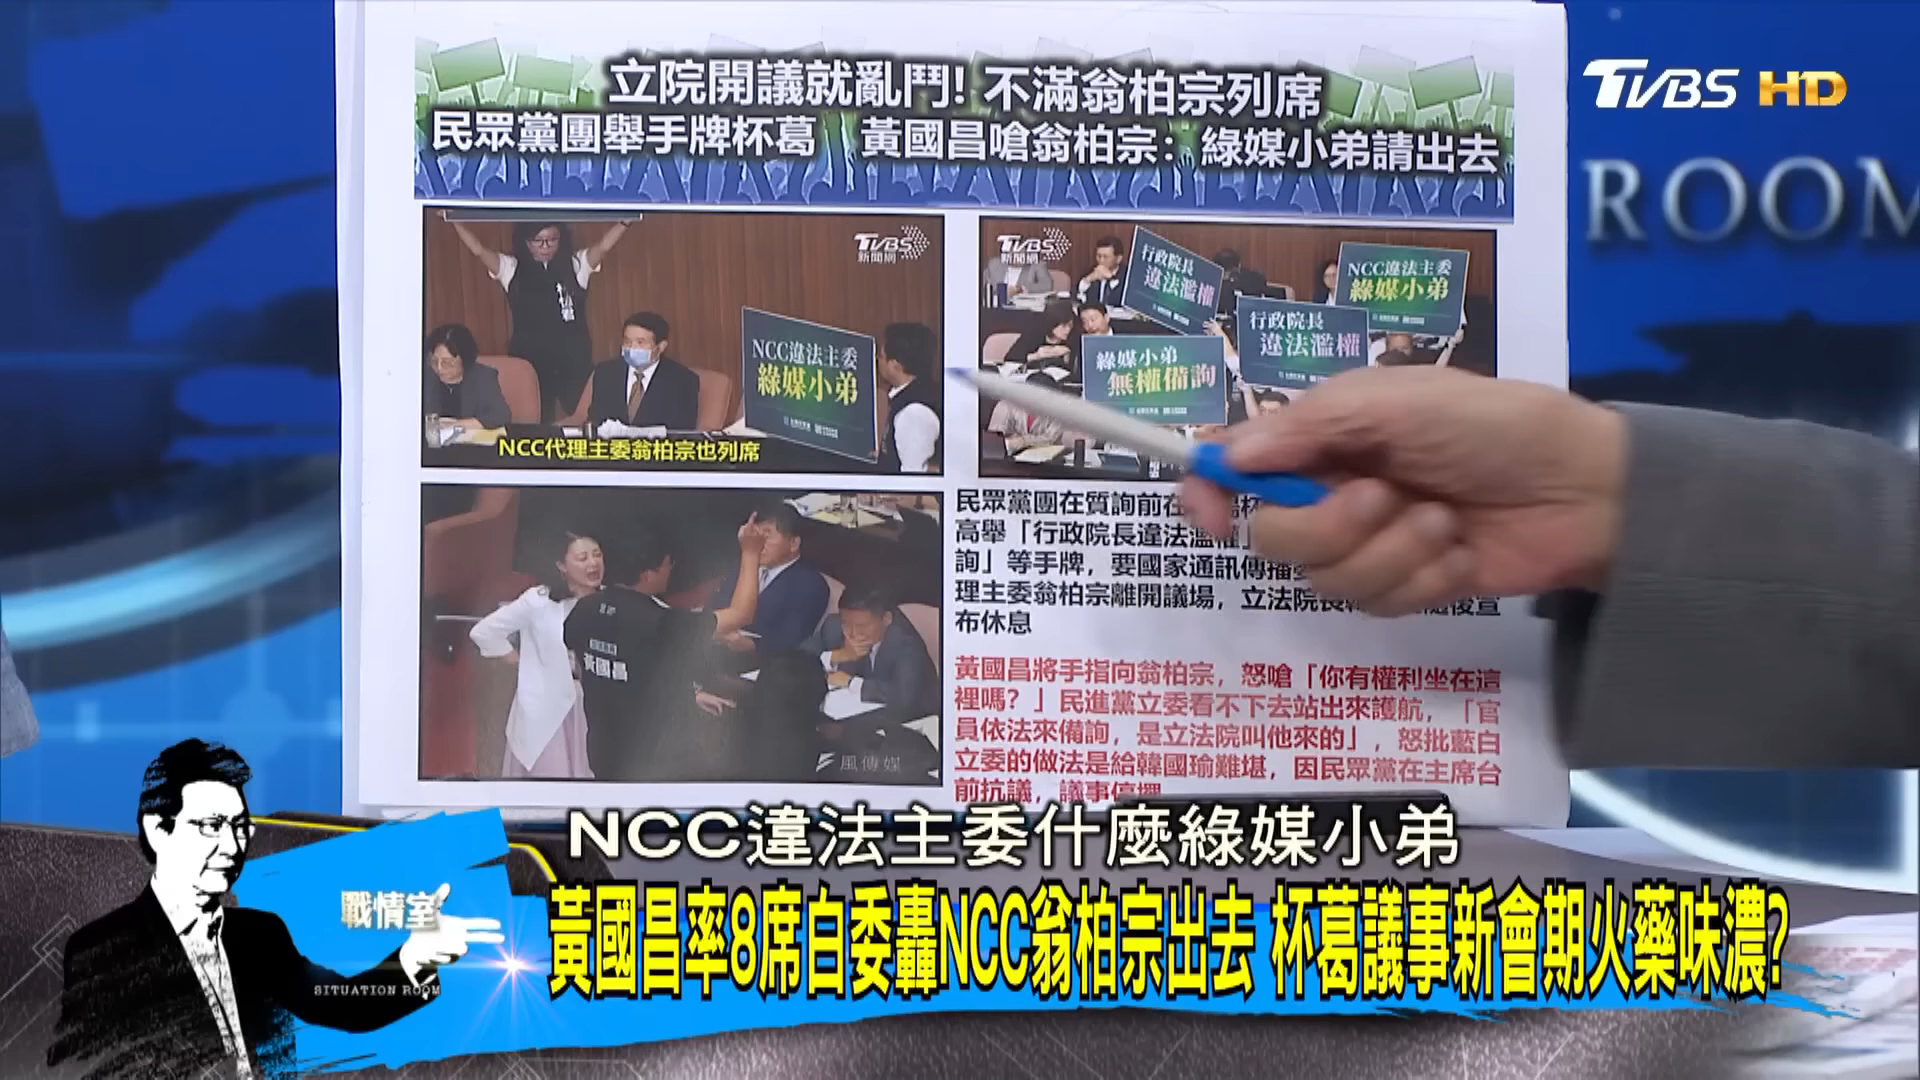 TVBS HD
ROOM
立院開議就亂鬥! 不滿翁柏宗列席
民眾黨團舉手牌杯葛 黃國昌嗆翁柏宗：綠媒小弟請出去
TVBS
新聞網
NCC違法主委
綠媒小弟
NCC代理主委翁柏宗也列席
TVBS
新聞網
行政院長
違法濫權
NCC違法主委
綠媒小弟
行政院長
違法濫權
綠媒小弟
無權備詢
黃國昌
風傳媒
民眾黨團在質詢前在
高舉「行政院長違法濫權」
詢」等手牌，要國家通訊傳播
理主委翁柏宗離開議場，立法院長 隨後宣
布休息
黃國昌將手指向翁柏宗，怒嗆「你有權利坐在這
裡嗎？」民進黨立委看不下去站出來護航，「官
員依法來備詢，是立法院叫他來的」，怒批藍白
立委的做法是給韓國瑜難堪，因民眾黨在主席台
前抗議，議事停擺
NCC違法主委什麼綠媒小弟
戰情室
SITUATION ROOM
黃國昌率8席白委轟NCC翁柏宗出去 杯葛議事新會期火藥味濃?